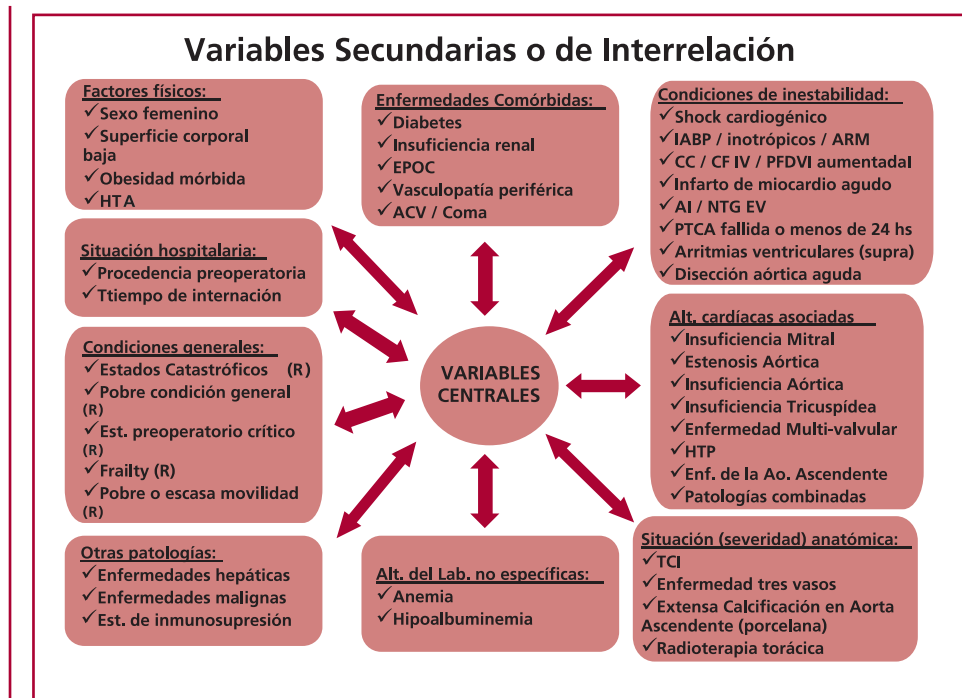 Variables Secundarias o de Interrelación
Factores físicos:
✓Sexo femenino
✓Superficie corporal
baja
✓Obesidad mórbida
✓HTA
Enfermedades Comórbidas:
✓Diabetes
✓Insuficiencia renal
✓EPOC
✓Vasculopatía periférica
✓ACV / Coma
Condiciones de inestabilidad:
✓Shock cardiogénico
✓IABP / inotrópicos / ARM
✓CC / CF IV / PFDVI aumentadal
✓Infarto de miocardio agudo
✓AI / NTG EV
✓PTCA fallida o menos de 24 hs
✓Arritmias ventriculares (supra)
✓Disección aórtica aguda
Situación hospitalaria:
✓Procedencia preoperatoria
✓Ttiempo de internación
Condiciones generales:
✓Estados Catastróficos (R)
✓Pobre condición general
(R)
✓Est. preoperatorio crítico
(R)
✓Frailty (R)
✓Pobre o escasa movilidad
(R)
VARIABLES
CENTRALES
Alt. cardíacas asociadas
✓Insuficiencia Mitral
✓Estenosis Aórtica
✓Insuficiencia Aórtica
✓Insuficiencia Tricuspídea
✓Enfermedad Multi-valvular
✓HTP
✓Enf. de la Ao. Ascendente
✓Patologías combinadas
Otras patologías:
✓Enfermedades hepáticas
✓Enfermedades malignas
✓Est. de inmunosupresión
Alt. del Lab. no específicas:
✓Anemia
✓Hipoalbuminemia
Situación (severidad) anatómica:
✓TCI
✓Enfermedad tres vasos
✓Extensa Calcificación en Aorta
Ascendente (porcelana)
✓Radioterapia torácica